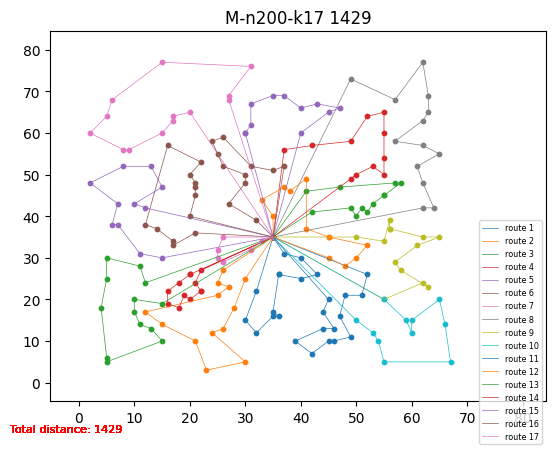 M-n200-k17 1429
80
70
60
50
40
30
20
10
0
0 10 20 30 40 50 60 70 80
route 1
route 2
route 3
route 4
route 5
route 6
route 7
route 8
route 9
route 10
route 11
route 12
route 13
route 14
route 15
route 16
route 17
Total distance: 1429